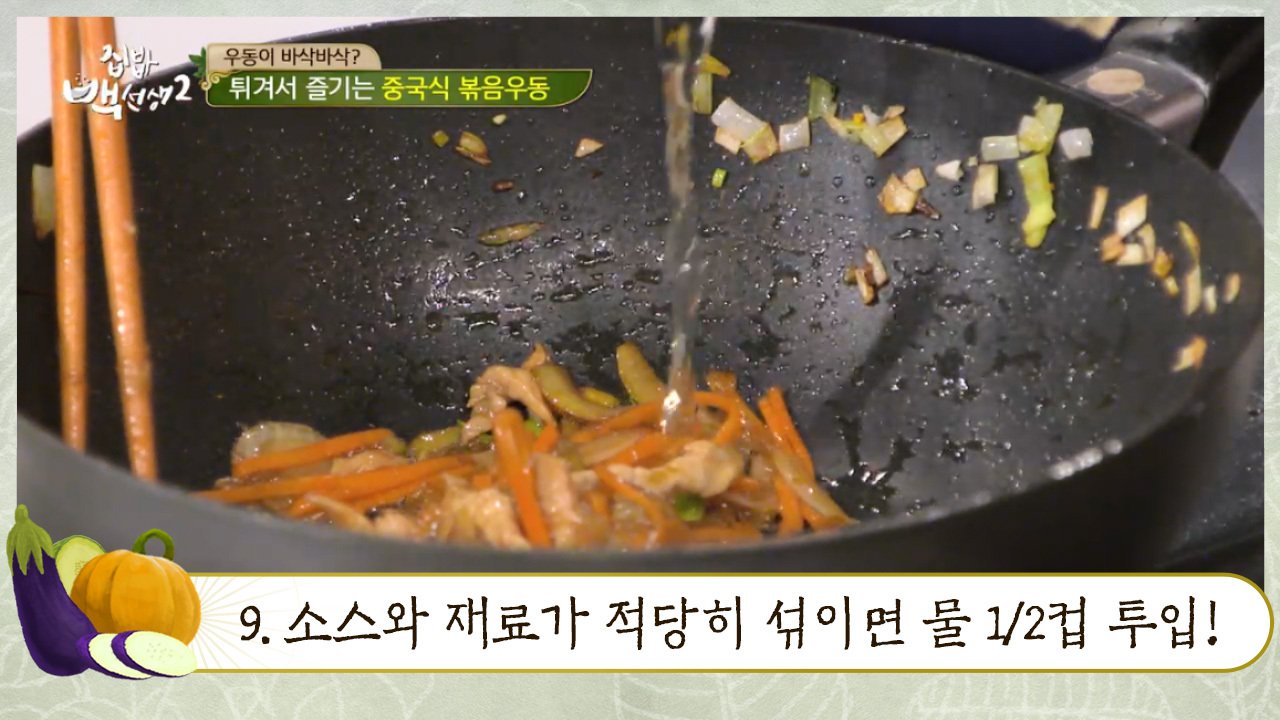 집밥
백선생2
우동이 바삭바삭?
튀겨서 즐기는 중국식 볶음우동
9. 소스와 재료가 적당히 섞이면 물 1/2컵 투입!